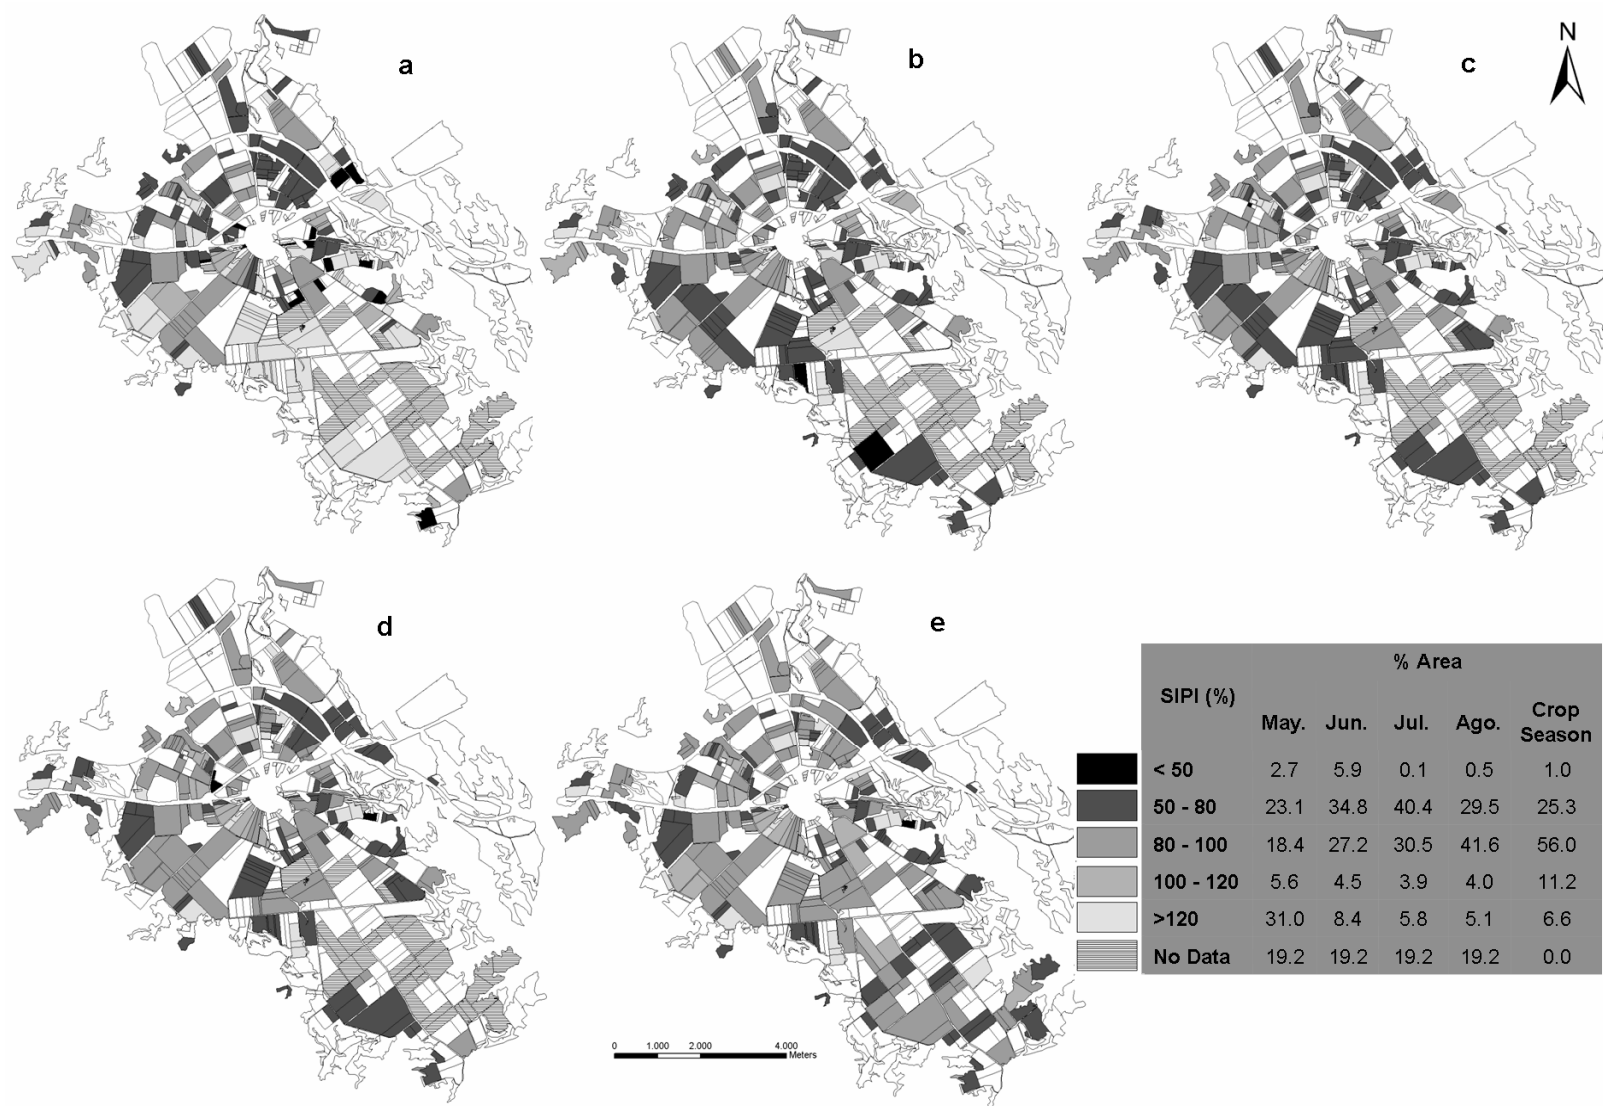 a
b
c
N
d
e
% Area
SIPI (%)
May. Jun. Jul. Ago. Crop Season
< 50 2.7 5.9 0.1 0.5 1.0
50 - 80 23.1 34.8 40.4 29.5 25.3
80 - 100 18.4 27.2 30.5 41.6 56.0
100 - 120 5.6 4.5 3.9 4.0 11.2
>120 31.0 8.4 5.8 5.1 6.6
No Data 19.2 19.2 19.2 19.2 0.0
0 1.000 2.000 4.000
Meters